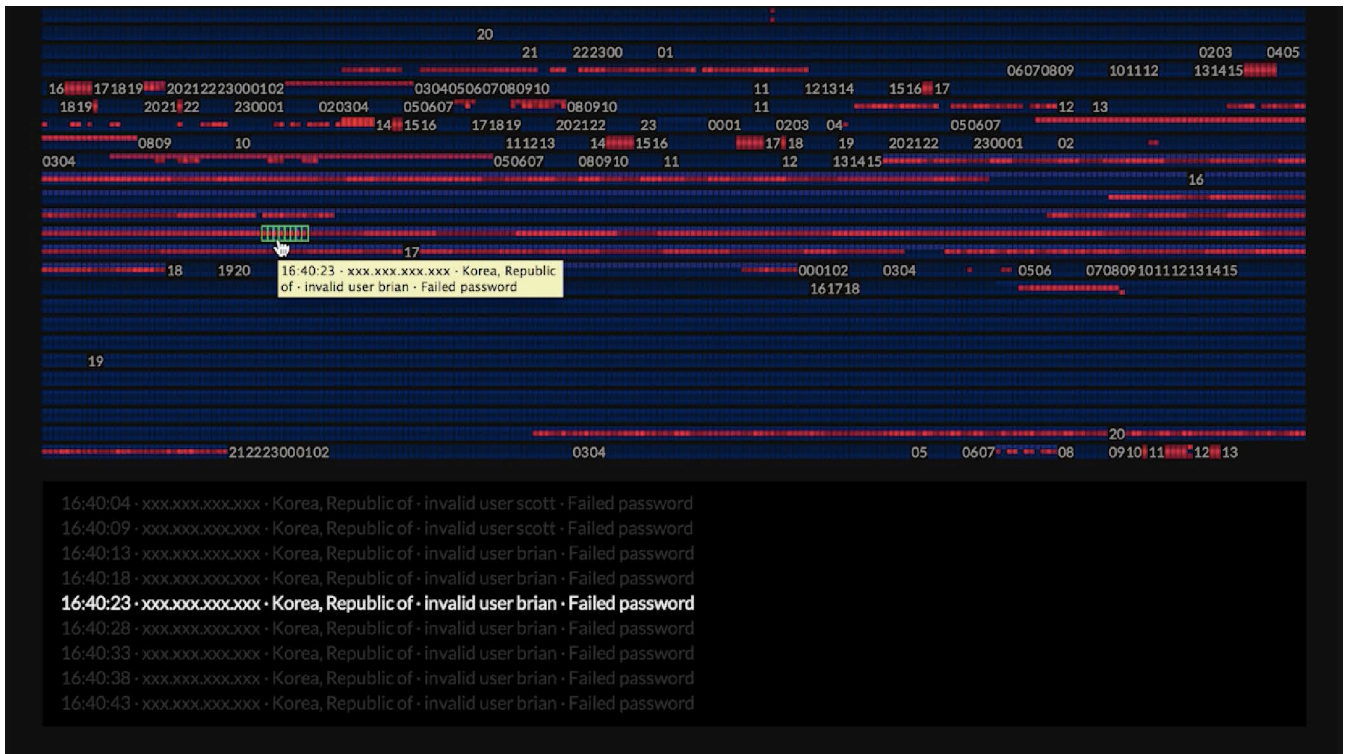 20
21 222300 01 0203 0405
06070809 101112 131415
16 171819 20212223000102 0304050607080910 11 121314 1516 17
1819 2021 22 230001 020304 050607 080910 11 12 13
14 1516 171819 202122 23 0001 0203 04 050607
0809 10 111213 14 1516 17 18 19 202122 230001 02
0304 050607 080910 11 12 131415
16
17
18 1920 000102 0304 0506 070809101112131415
16:40:23 · xxx.xxx.xxx.xxx · Korea, Republic
of · invalid user brian · Failed password
161718
19
20
212223000102 0304 05 0607 08 0910 11 12 13
16:40:04 · xxx.xxx.xxx.xxx · Korea, Republic of · invalid user scott · Failed password
16:40:09 · xxx.xxx.xxx.xxx · Korea, Republic of · invalid user scott · Failed password
16:40:13 · xxx.xxx.xxx.xxx · Korea, Republic of · invalid user brian · Failed password
16:40:18 · xxx.xxx.xxx.xxx · Korea, Republic of · invalid user brian · Failed password
16:40:23 · xxx.xxx.xxx.xxx · Korea, Republic of · invalid user brian · Failed password
16:40:28 · xxx.xxx.xxx.xxx · Korea, Republic of · invalid user brian · Failed password
16:40:33 · xxx.xxx.xxx.xxx · Korea, Republic of · invalid user brian · Failed password
16:40:38 · xxx.xxx.xxx.xxx · Korea, Republic of · invalid user brian · Failed password
16:40:43 · xxx.xxx.xxx.xxx · Korea, Republic of · invalid user brian · Failed password